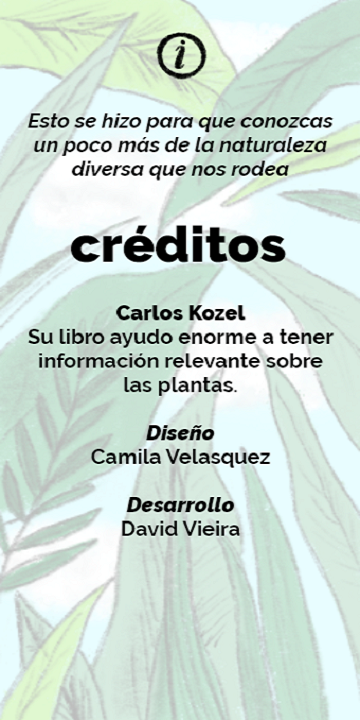 i
Esto se hizo para que conozcas
un poco más de la naturaleza
diversa que nos rodea
créditos
Carlos Kozel
Su libro ayudo enorme a tener
información relevante sobre
las plantas.
Diseño
Camila Velasquez
Desarrollo
David Vieira